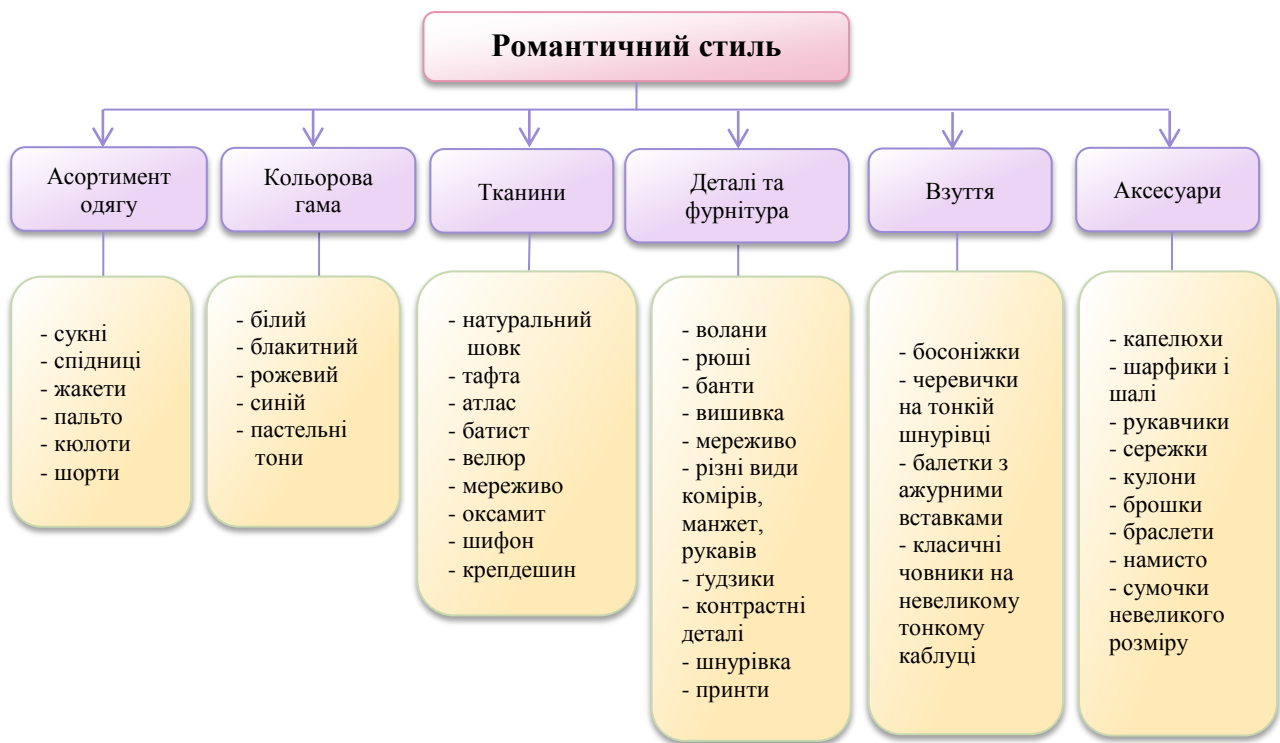 Романтичний стиль
Асортимент
одягу
Кольорова
гама
Тканини
Деталі та
фурнітура
Взуття
Аксесуари
- сукні
- спідниці
- жакети
- пальто
- кюлоти
- шорти
- білий
- блакитний
- рожевий
- синій
- пастельні
тони
- натуральний
шовк
- тафта
- атлас
- батист
- велюр
- мереживо
- оксамит
- шифон
- крепдешин
- волани
- рюші
- банти
- вишивка
- мереживо
- різні види
комірів,
манжет,
рукавів
- ґудзики
- контрастні
деталі
- шнурівка
- принти
- босоніжки
- черевички
на тонкій
шнурівці
- балетки з
ажурними
вставками
- класичні
човники на
невеликому
тонкому
каблуці
- капелюхи
- шарфики і
шалі
- рукавчики
- сережки
- кулони
- брошки
- браслети
- намисто
- сумочки
невеликого
розміру